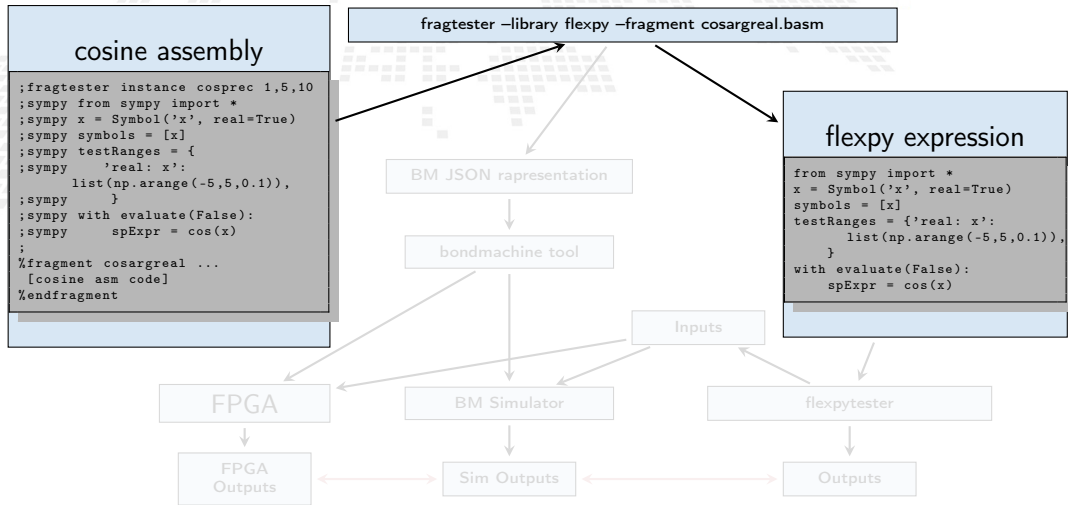 fragtester –library flexpy –fragment cosargreal.basm
cosine assembly
;fragtester instance cosprec 1,5,10
;sympy from sympy import *
;sympy x = Symbol(’x’, real=True)
;sympy symbols = [x]
;sympy testRanges = {
;sympy     ’real: x’:
list(np.arange(-5,5,0.1)),
;sympy      }
;sympy with evaluate(False):
;sympy      spExpr = cos(x)
;
%fragment cosargreal ...
[cosine asm code]
%endfragment
flexpy expression
from sympy import *
x = Symbol(’x’, real=True)
symbols = [x]
testRanges = {’real: x’:
list(np.arange(-5,5,0.1)),
}
with evaluate(False):
spExpr = cos(x)
BM JSON rapresentation
bondmachine tool
Inputs
FPGA
BM Simulator
flexpytester
FPGA
Outputs
Sim Outputs
Outputs